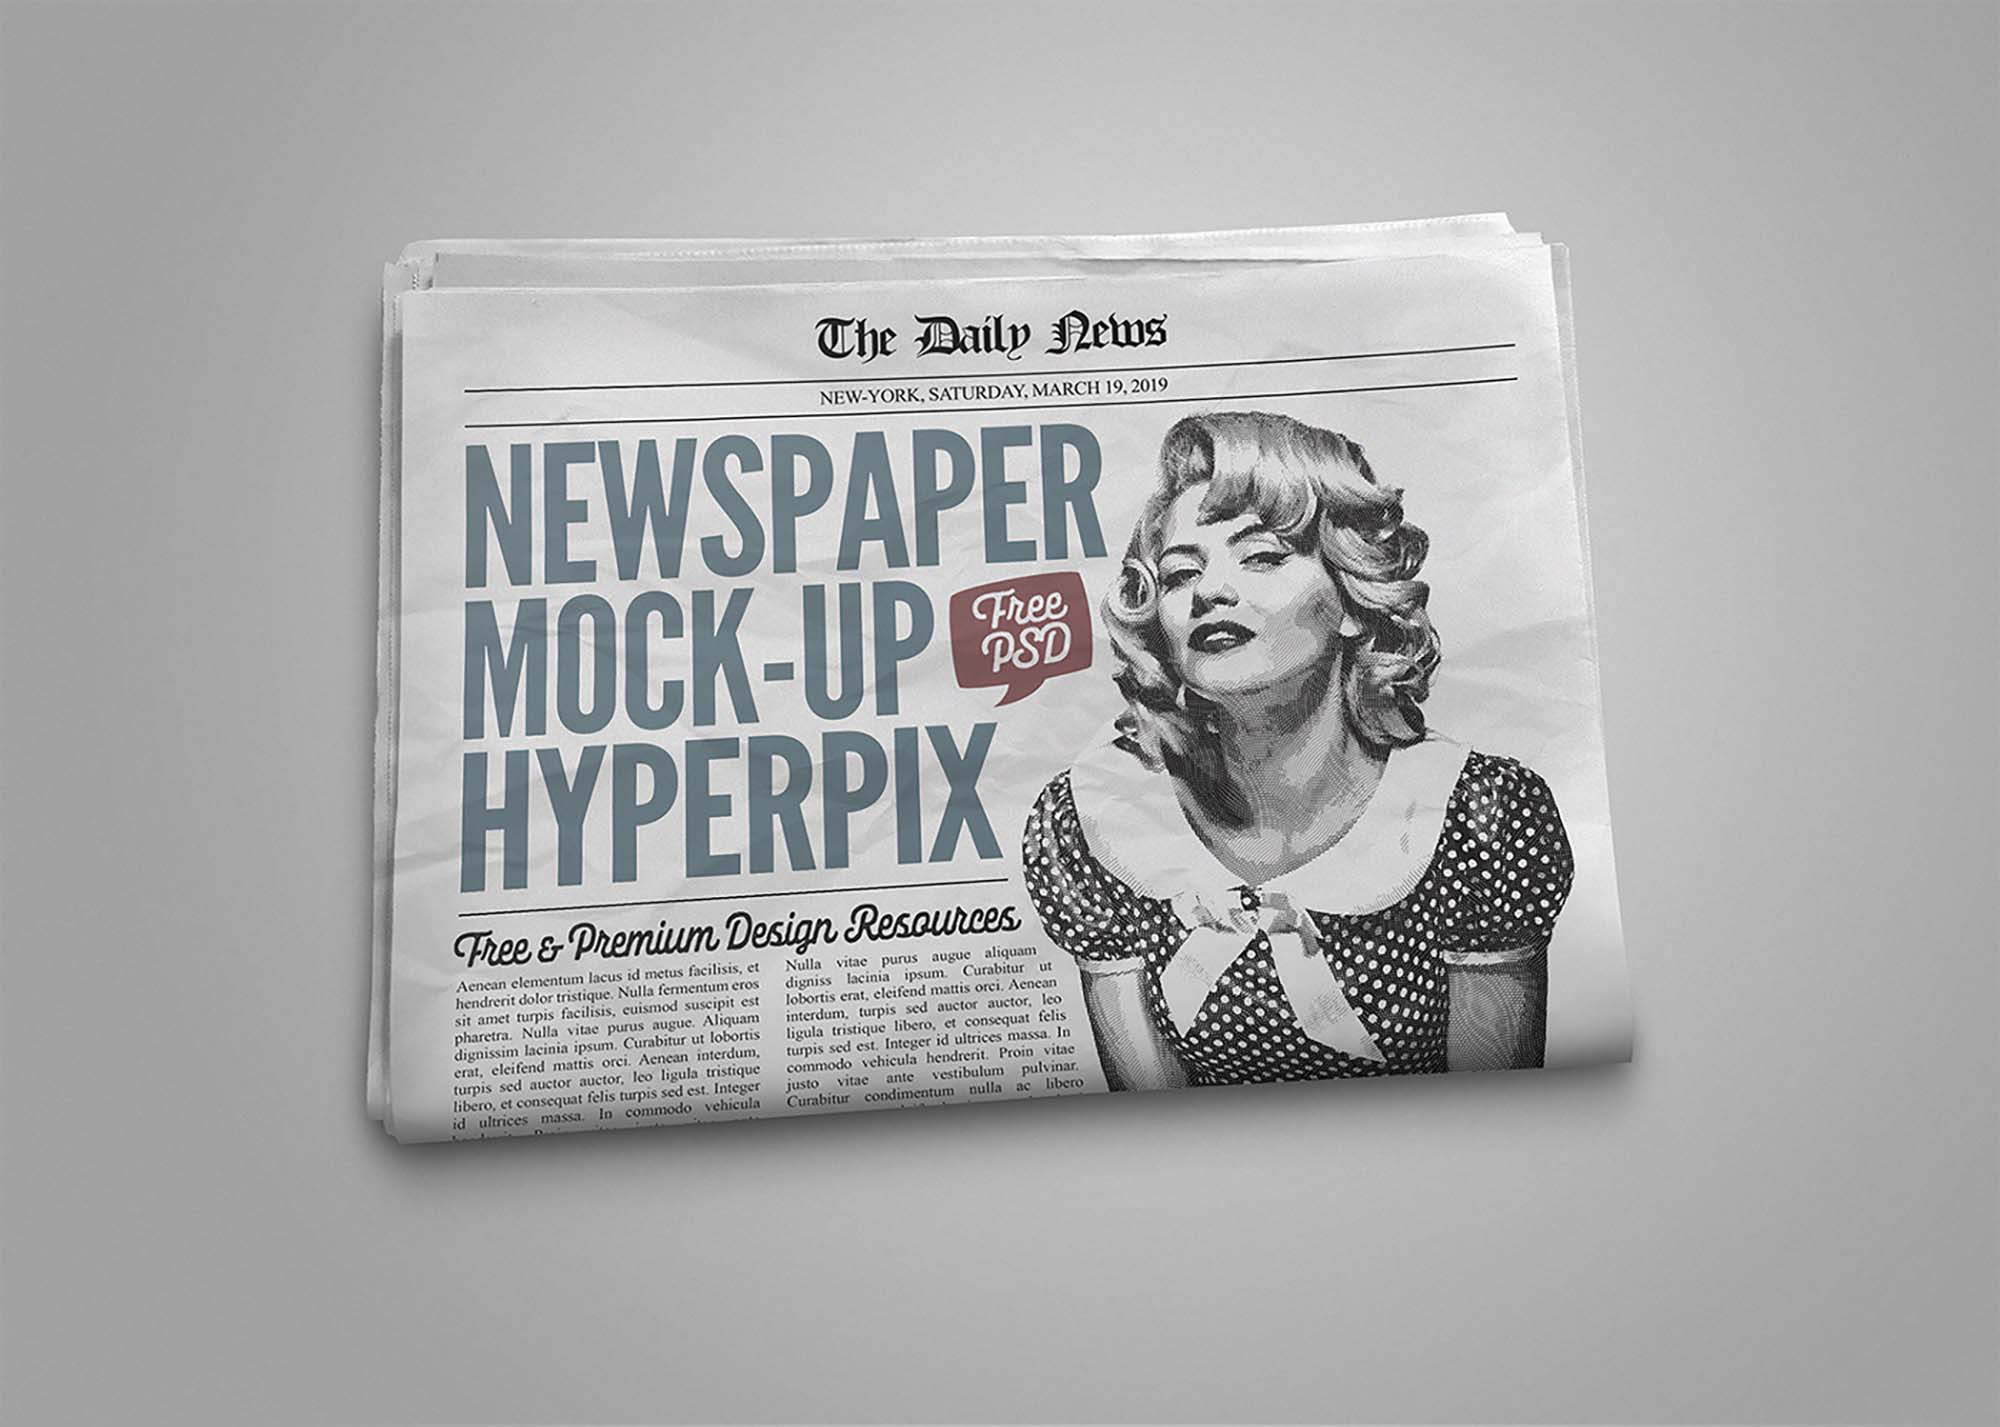 The Daily News
NEW-YORK, SATURDAY, MARCH 19, 2019
NEWSPAPER
MOCK-UP
HYPERPIX
Free
PSD
Free & Premium Design Resources
Aenean elementum lacus id metus facilisis, et
hendrerit dolor tristique. Nulla fermentum eros
sit amet turpis facilisis, euismod suscipit est
pharetra. Nulla vitae purus augue. Aliquam
dignissim lacinia ipsum. Curabitur ut lobortis
erat, eleifend mattis orci. Aenean interdum,
turpis sed auctor auctor, leo ligula tristique
libero, et consequat felis turpis sed est. Integer
id ultrices massa. In commodo vehicula
Nulla vitae purus augue aliquam
digniss lacinia ipsum. Curabitur ut
lobortis erat, eleifend mattis orci. Aenean
interdum, turpis sed auctor auctor, leo
ligula tristique libero, et consequat felis
turpis sed est. Integer id ultrices massa. In
commodo vehicula hendrerit. Proin vitae
justo vitae ante vestibulum pulvinar.
Curabitur condimentum nulla ac libero